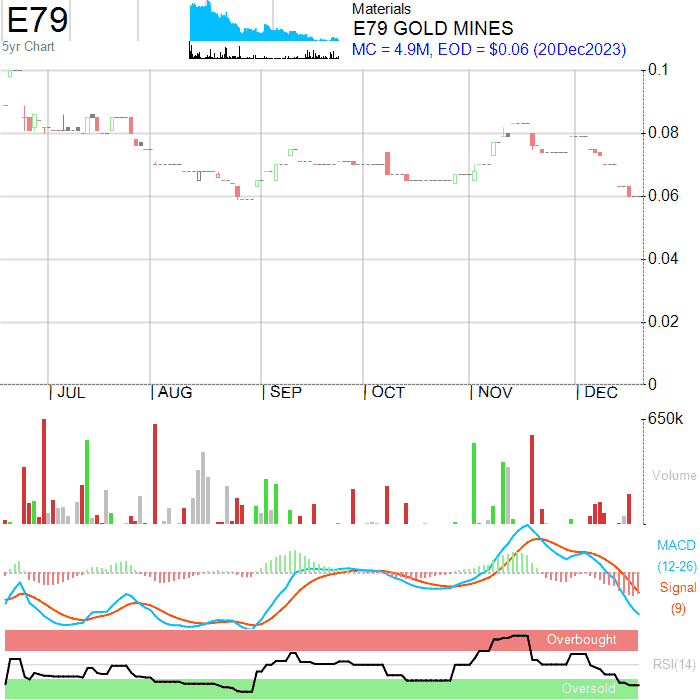 E79
5yr Chart
Materials
E79 GOLD MINES
MC = 4.9M, EOD = $0.06 (20Dec2023)
0.1
0.08
0.06
0.04
0.02
0
JUL AUG SEP OCT NOV DEC
650k
Volume
MACD
(12-26)
Signal
(9)
Overbought
RSI(14)
Oversold